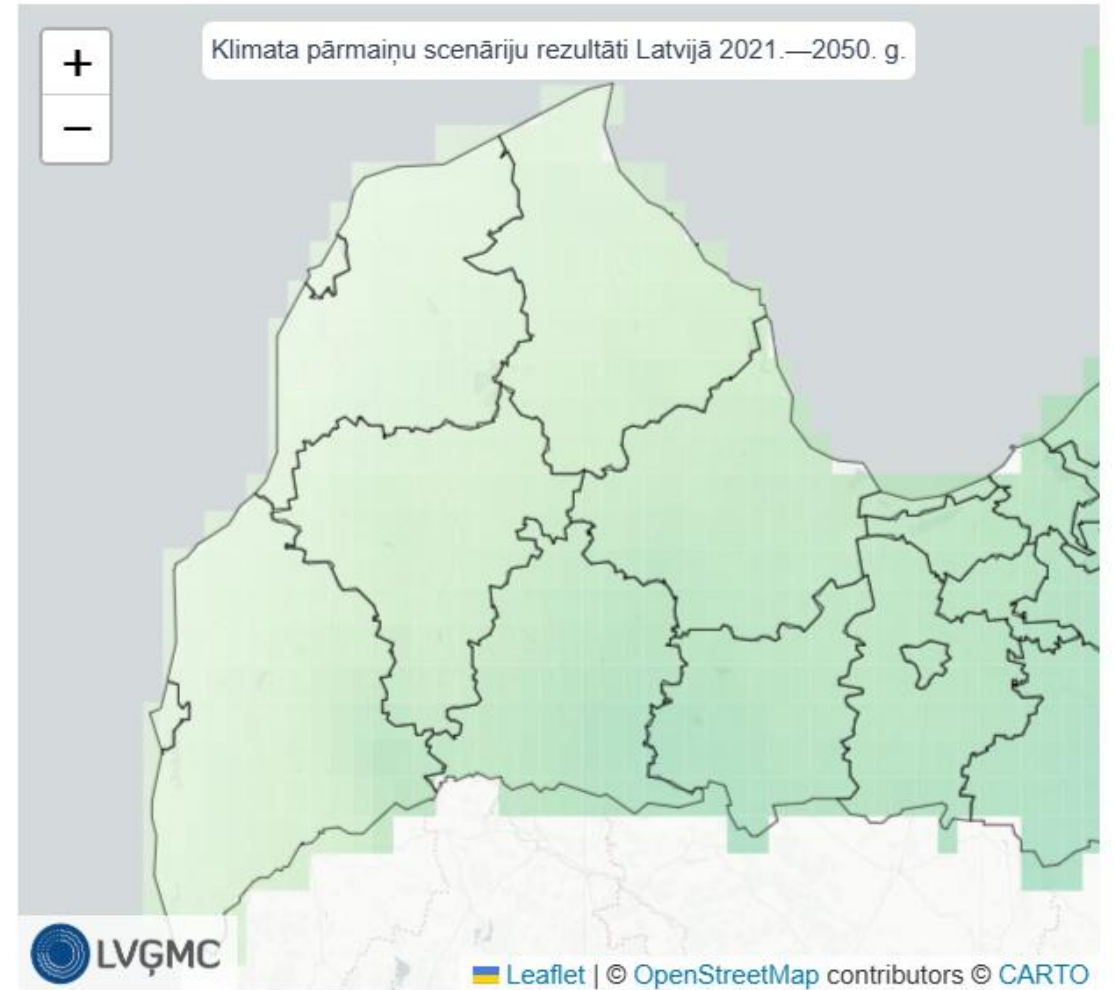 Klimata pārmaiņu scenāriju rezultāti Latvijā 2021.—2050. g.
+
−
LVĢMC
Leaflet | © OpenStreetMap contributors © CARTO